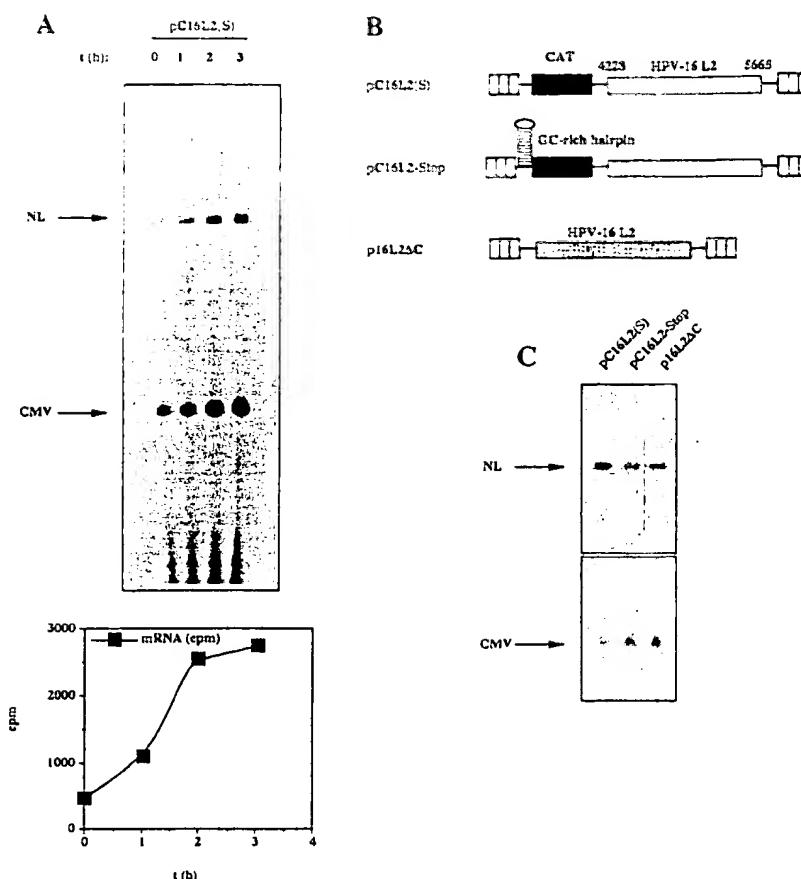 A
pC16L2(S)
t (h): 0 1 2 3
NL
CMV
3000
2000
1000
0
mRNA (cpm)
cpm
0 1 2 3 4
t (h)
B
CAT 4228 HPV-16 L2 5665
pC16L2(S)
GC-rich hairpin
pC16L2-Stop
HPV-16 L2
p16L2ΔC
C
pC16L2(S)
pC16L2-Stop
p16L2ΔC
NL
CMV